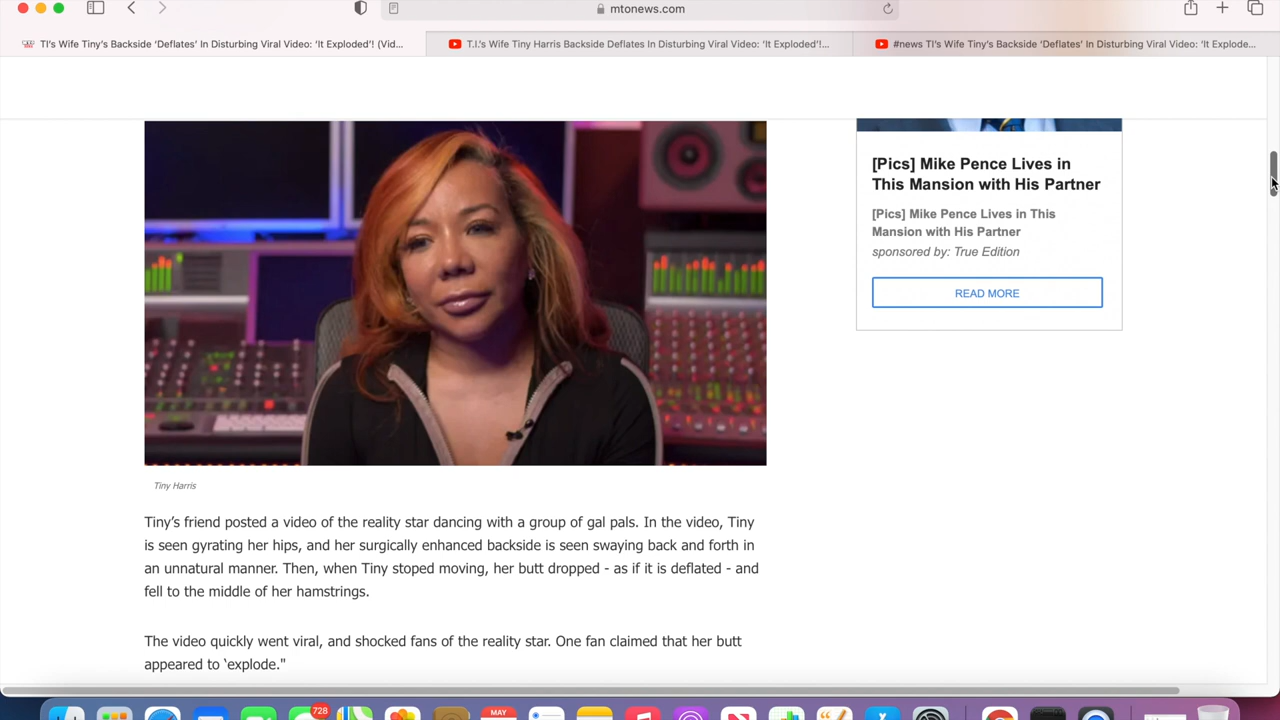 mtonews.com
TI's Wife Tiny's Backside 'Deflates' In Disturbing Viral Video: 'It Exploded'! (Vid...
T.I.'s Wife Tiny Harris Backside Deflates In Disturbing Viral Video: 'It Exploded'!...
#news TI's Wife Tiny's Backside 'Deflates' In Disturbing Viral Video: 'It Explode...
[Pics] Mike Pence Lives in
This Mansion with His Partner
[Pics] Mike Pence Lives in This
Mansion with His Partner
sponsored by: True Edition
READ MORE
Tiny Harris
Tiny's friend posted a video of the reality star dancing with a group of gal pals. In the video, Tiny
is seen gyrating her hips, and her surgically enhanced backside is seen swaying back and forth in
an unnatural manner. Then, when Tiny stoped moving, her butt dropped - as if it is deflated - and
fell to the middle of her hamstrings.
The video quickly went viral, and shocked fans of the reality star. One fan claimed that her butt
appeared to 'explode."
728
MAY